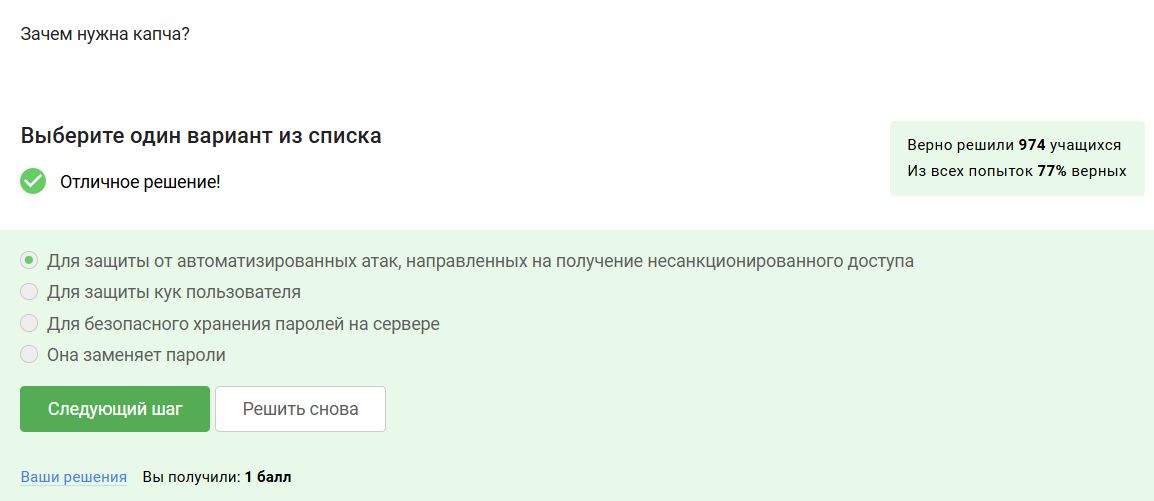 Зачем нужна капча?
Выберите один вариант из списка
Верно решили 974 учащихся
Из всех попыток 77% верных
Отличное решение!
Для защиты от автоматизированных атак, направленных на получение несанкционированного доступа
Для защиты кук пользователя
Для безопасного хранения паролей на сервере
Она заменяет пароли
Следующий шаг
Решить снова
Ваши решения Вы получили: 1 балл